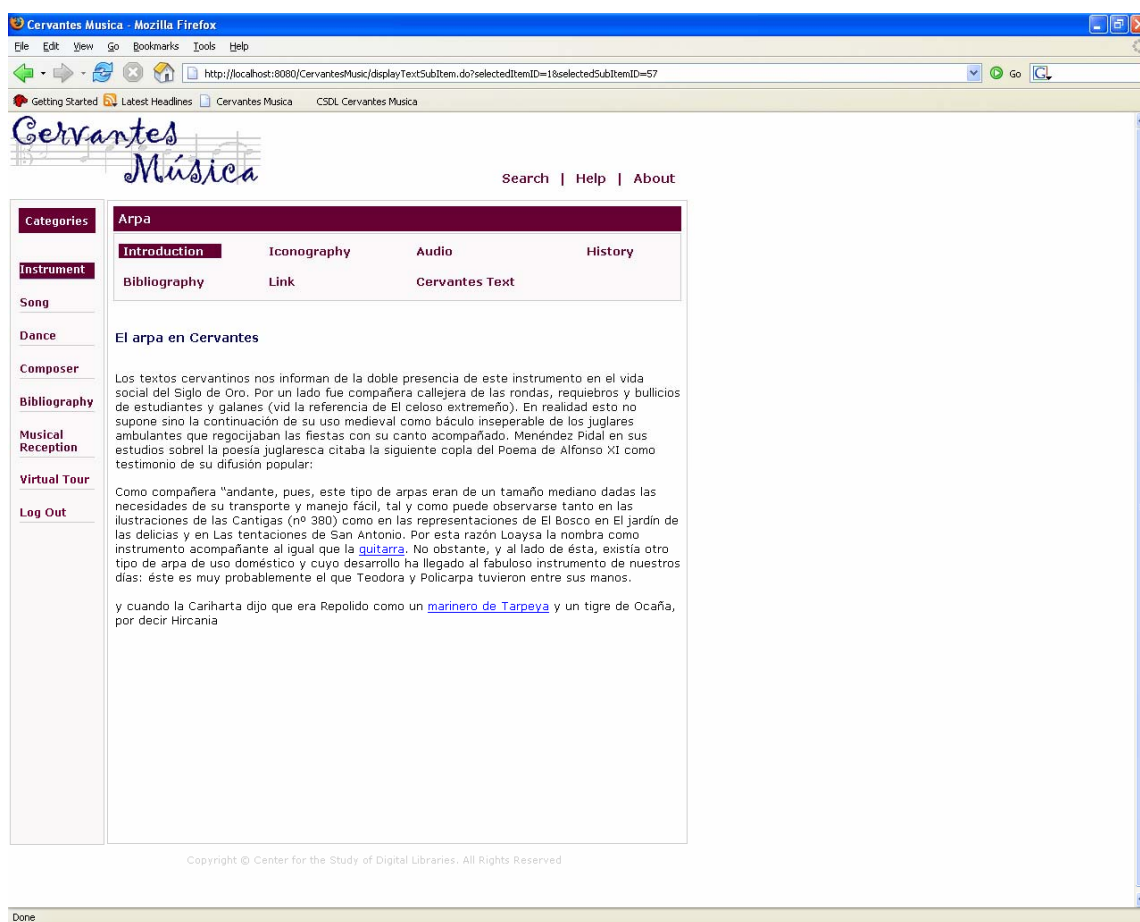 Cervantes Musica - Mozilla Firefox
File Edit View Go Bookmarks Tools Help
http://localhost:8080/CervantesMusic/displayTextSubItem.do?selectedItemID=1&selectedSubItemID=57
Go
G
Getting Started Latest Headlines Cervantes Musica CSDL Cervantes Musica
Cervantes
Música
Search | Help | About
Categories
Instrument
Song
Dance
Composer
Bibliography
Musical
Reception
Virtual Tour
Log Out
Arpa
Introduction Iconography Audio History
Bibliography Link Cervantes Text
El arpa en Cervantes
Los textos cervantinos nos informan de la doble presencia de este instrumento en el vida
social del Siglo de Oro. Por un lado fue compañera callejera de las rondas, requiebros y bullicios
de estudiantes y galanes (vid la referencia de El celoso extremeño). En realidad esto no
supone sino la continuación de su uso medieval como báculo inseperable de los juglares
ambulantes que regocijaban las fiestas con su canto acompañado. Menéndez Pidal en sus
estudios sobrel la poesía juglaresca citaba la siguiente copla del Poema de Alfonso XI como
testimonio de su difusión popular:
Como compañera “andante, pues, este tipo de arpas eran de un tamaño mediano dadas las
necesidades de su transporte y manejo fácil, tal y como puede observarse tanto en las
ilustraciones de las Cantigas (nº 380) como en las representaciones de El Bosco en El jardín de
las delicias y en Las tentaciones de San Antonio. Por esta razón Loaysa la nombra como
instrumento acompañante al igual que la guitarra. No obstante, y al lado de ésta, existía otro
tipo de arpa de uso doméstico y cuyo desarrollo ha llegado al fabuloso instrumento de nuestros
días: éste es muy probablemente el que Teodora y Policarpa tuvieron entre sus manos.
y cuando la Cariharta dijo que era Repolido como un marinero de Tarpeya y un tigre de Ocaña,
por decir Hircania
Copyright © Center for the Study of Digital Libraries. All Rights Reserved
Done